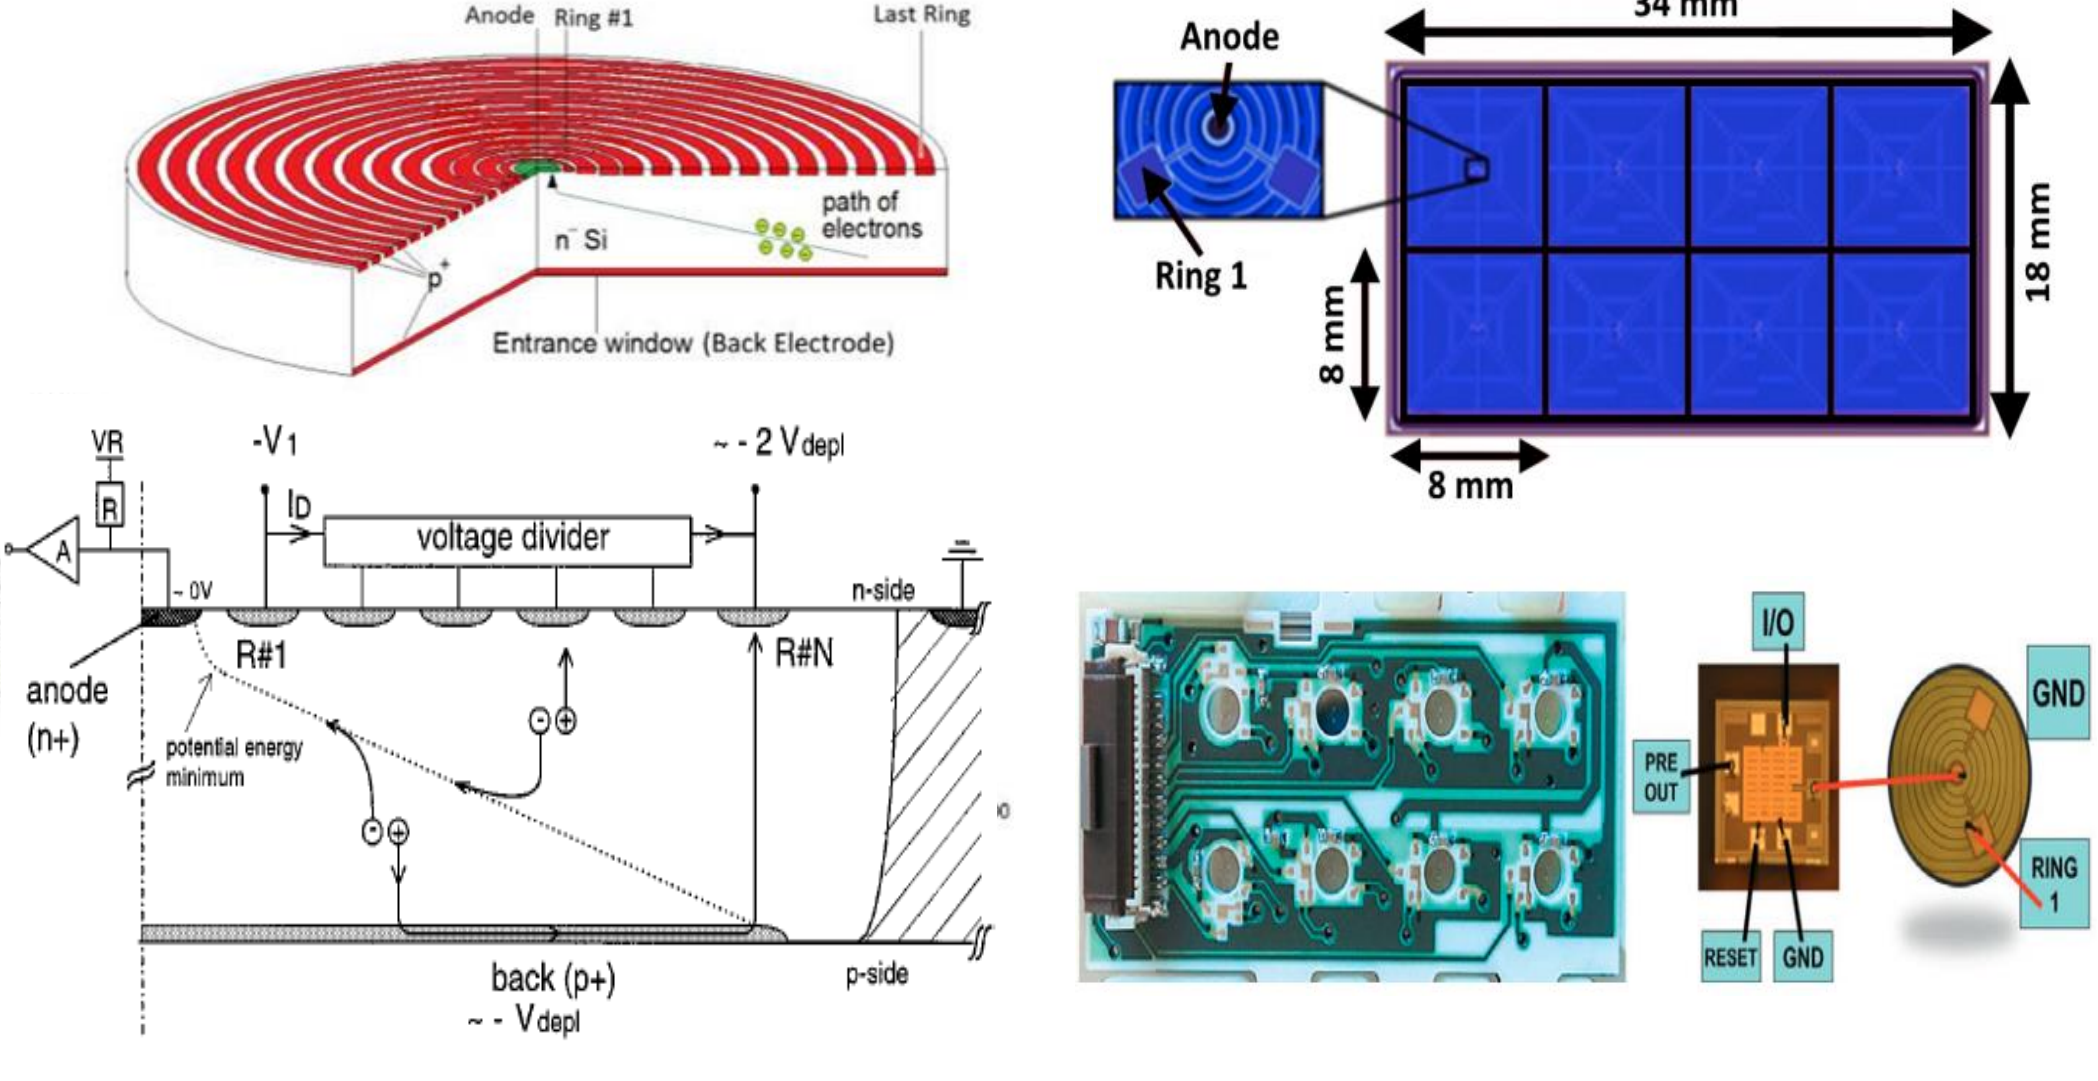 Anode
Ring #1
Last Ring
path of
electrons
n⁻ Si
p⁺
Entrance window (Back Electrode)
34 mm
Anode
Ring 1
18 mm
8 mm
8 mm
VR
R
A
-V1
ID
voltage divider
~ - 2 Vdepl
~ 0V
n-side
R#1
R#N
anode
(n+)
potential energy
minimum
-
+
-
+
back (p+)
~ - Vdepl
p-side
I/O
GND
PRE
OUT
RING
1
RESET
GND